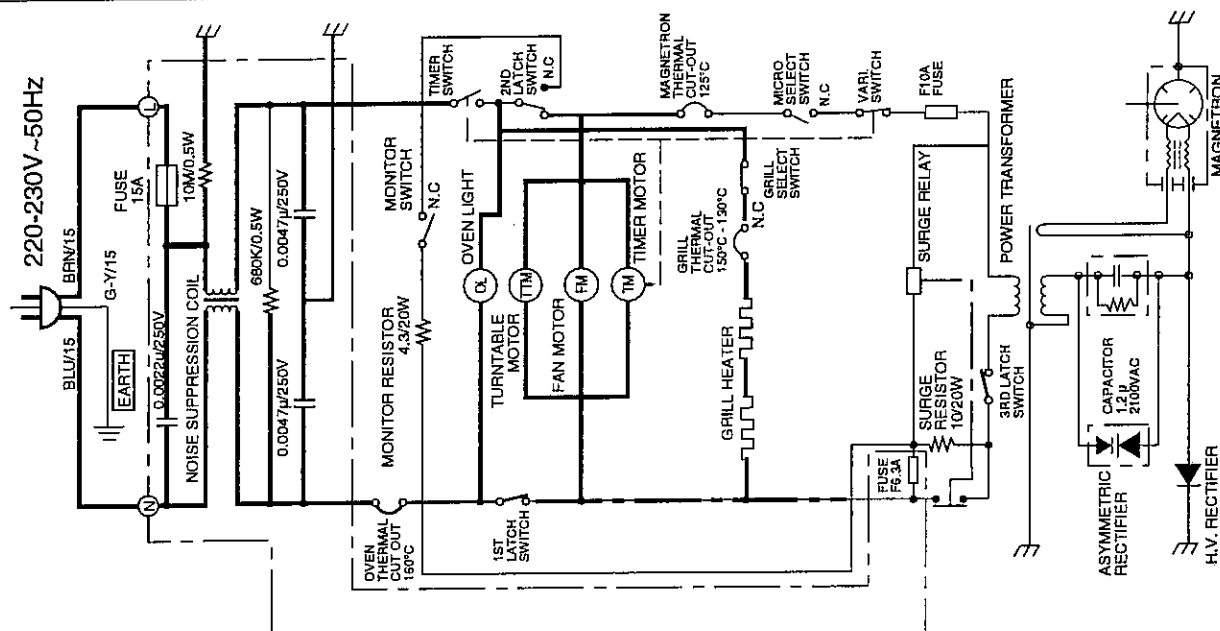 220-230V~50Hz
BLU/15
BRN/15
G-Y/15
EARTH
N
L
0.0022u/250V
FUSE
15A
10M/0.5W
NOISE SUPPRESSION COIL
680K/0.5W
0.0047µ/250V
0.0047µ/250V
OVEN
THERMAL
CUT OUT
160°C
MONITOR RESISTOR
4.3/20W
MONITOR
SWITCH
N.C
TIMER
SWITCH
2ND
LATCH
SWITCH
N.C
1ST
LATCH
SWITCH
OVEN LIGHT
OL
TURNTABLE
MOTOR
TTM
FAN MOTOR
FM
TIMER MOTOR
TM
MAGNETRON
THERMAL
CUT-OUT
125°C
MICRO
SELECT
SWITCH
N.C
VARI.
SWITCH
F10A
FUSE
GRILL HEATER
GRILL
THERMAL
CUT-OUT
N.C
GRILL
SELECT
SWITCH
FUSE
F6.3A
SURGE
RESISTOR
10/20W
SURGE RELAY
3RD LATCH
SWITCH
POWER TRANSFORMER
ASYMMETRIC
RECTIFIER
CAPACITOR
1.2 µ
2100VAC
H.V. RECTIFIER
MAGNETRON